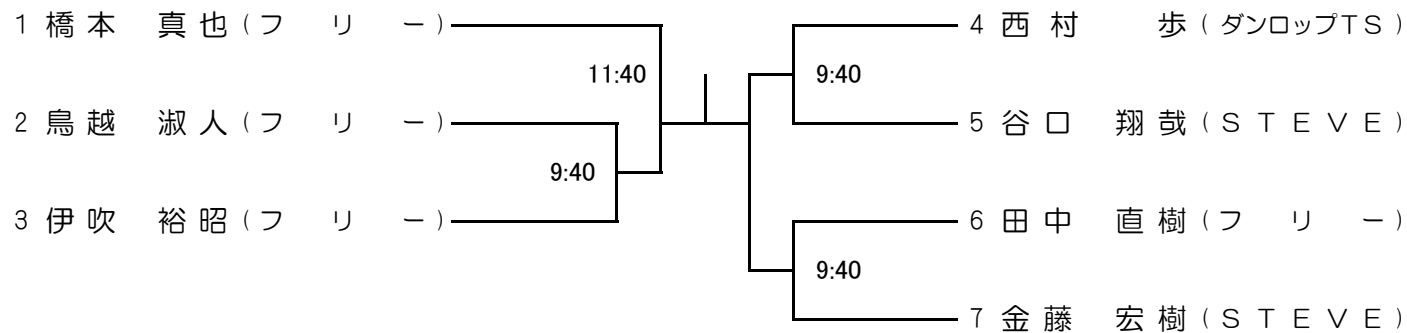 1 橋本 真也(フリー)
11:40
2 鳥越 淑人(フリー)
9:40
3 伊吹 裕昭(フリー)
4 西村 歩(ダンロップTS)
9:40
5 谷口 翔哉(STEVE)
6 田中 直樹(フリー)
9:40
7 金藤 宏樹(STEVE)